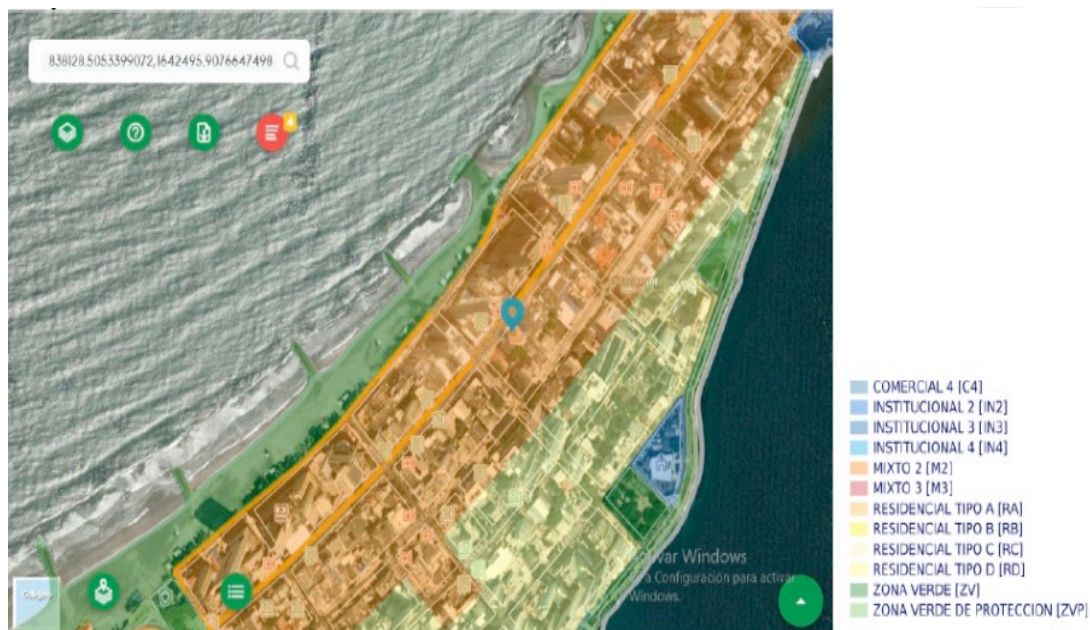 838128.5053399072,1642495.9076647498
4
COMERCIAL 4 [C4]
INSTITUCIONAL 2 [IN2]
INSTITUCIONAL 3 [IN3]
INSTITUCIONAL 4 [IN4]
MIXTO 2 [M2]
MIXTO 3 [M3]
RESIDENCIAL TIPO A [RA]
RESIDENCIAL TIPO B [RB]
RESIDENCIAL TIPO C [RC]
RESIDENCIAL TIPO D [RD]
ZONA VERDE [ZV]
ZONA VERDE DE PROTECCION [ZVP]
var Windows
a Configuración para activar
Windows.